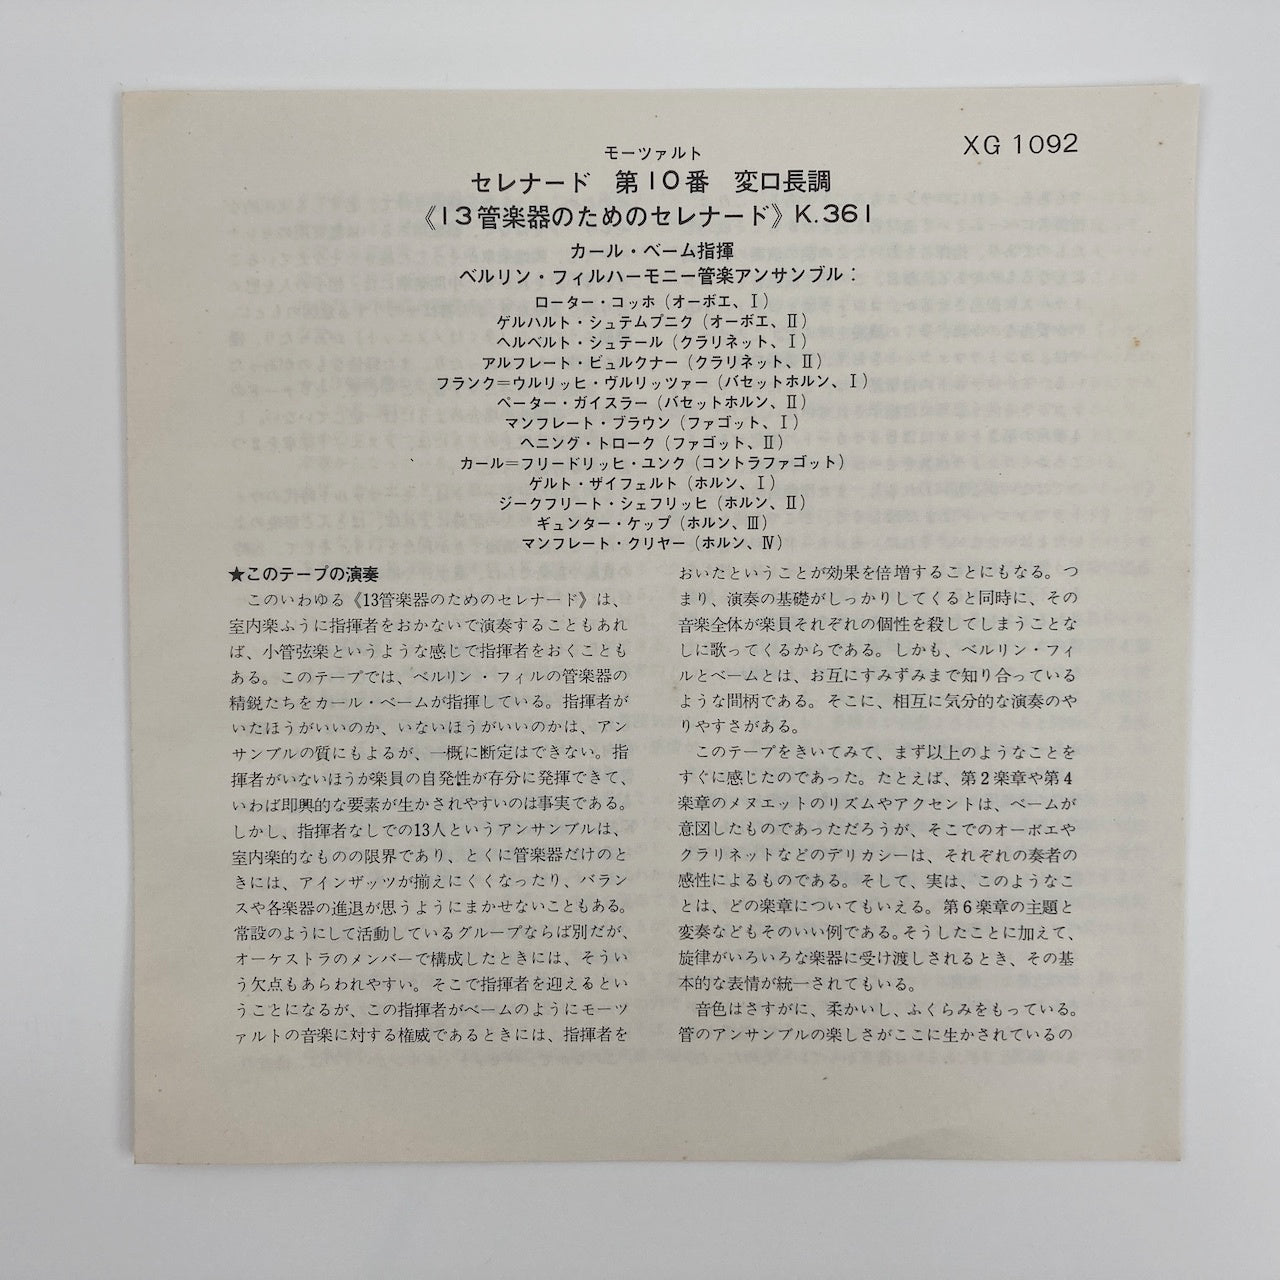 XG 1092
モーツァルト
セレナード 第10番 変ロ長調
《13管楽器のためのセレナード》K.361
カール・ベーム指揮
ベルリン・フィルハーモニー管楽アンサンブル：
ローター・コッホ（オーボエ、Ⅰ）
ゲルハルト・シュテムプニク（オーボエ、Ⅱ）
ヘルベルト・シュテール（クラリネット、Ⅰ）
アルフレート・ビュルクナー（クラリネット、Ⅱ）
フランク＝ウルリッヒ・ヴルリッツァー（バセットホルン、Ⅰ）
ペーター・ガイスラー（バセットホルン、Ⅱ）
マンフレート・ブラウン（ファゴット、Ⅰ）
ヘニング・トローク（ファゴット、Ⅱ）
カール＝フリードリッヒ・ユンク（コントラファゴット）
ゲルト・ザイフェルト（ホルン、Ⅰ）
ジークフリート・シェフリッヒ（ホルン、Ⅱ）
ギュンター・ケップ（ホルン、Ⅲ）
マンフレート・クリヤー（ホルン、Ⅳ）
★このテープの演奏
このいわゆる《13管楽器のためのセレナード》は、
室内楽ふうに指揮者をおかないで演奏することもあれ
ば、小管弦楽というような感じで指揮者をおくことも
ある。このテープでは、ベルリン・フィルの管楽器の
精鋭たちをカール・ベームが指揮している。指揮者が
いたほうがいいのか、いないほうがいいのかは、アン
サンブルの質にもよるが、一概に断定はできない。指
揮者がいないほうが楽員の自発性が存分に発揮できて、
いわば即興的な要素が生かされやすいのは事実である。
しかし、指揮者なしでの13人というアンサンブルは、
室内楽的なものの限界であり、とくに管楽器だけのと
きには、アインザッツが揃えにくくなったり、バラン
スや各楽器の進退が思うようにまかせないこともある。
常設のようにして活動しているグループならば別だが、
オーケストラのメンバーで構成したときには、そうい
う欠点もあらわれやすい。そこで指揮者を迎えるとい
うことになるが、この指揮者がベームのようにモーツ
ァルトの音楽に対する権威であるときには、指揮者を
おいたということが効果を倍増することにもなる。つ
まり、演奏の基礎がしっかりしてくると同時に、その
音楽全体が楽員それぞれの個性を殺してしまうことな
しに歌ってくるからである。しかも、ベルリン・フィ
ルとベームとは、お互にすみずみまで知り合っている
ような間柄である。そこに、相互に気分的な演奏のや
りやすさがある。
このテープをきいてみて、まず以上のようなことを
すぐに感じたのであった。たとえば、第2楽章や第4
楽章のメヌエットのリズムやアクセントは、ベームが
意図したものであっただろうが、そこでのオーボエや
クラリネットなどのデリカシーは、それぞれの奏者の
感性によるものである。そして、実は、このようなこ
とは、どの楽章についてもいえる。第6楽章の主題と
変奏などもそのいい例である。そうしたことに加えて、
旋律がいろいろな楽器に受け渡しされるとき、その基
本的な表情が統一されてもいる。
音色はさすがに、柔かいし、ふくらみをもっている。
管のアンサンブルの楽しさがここに生かされているの